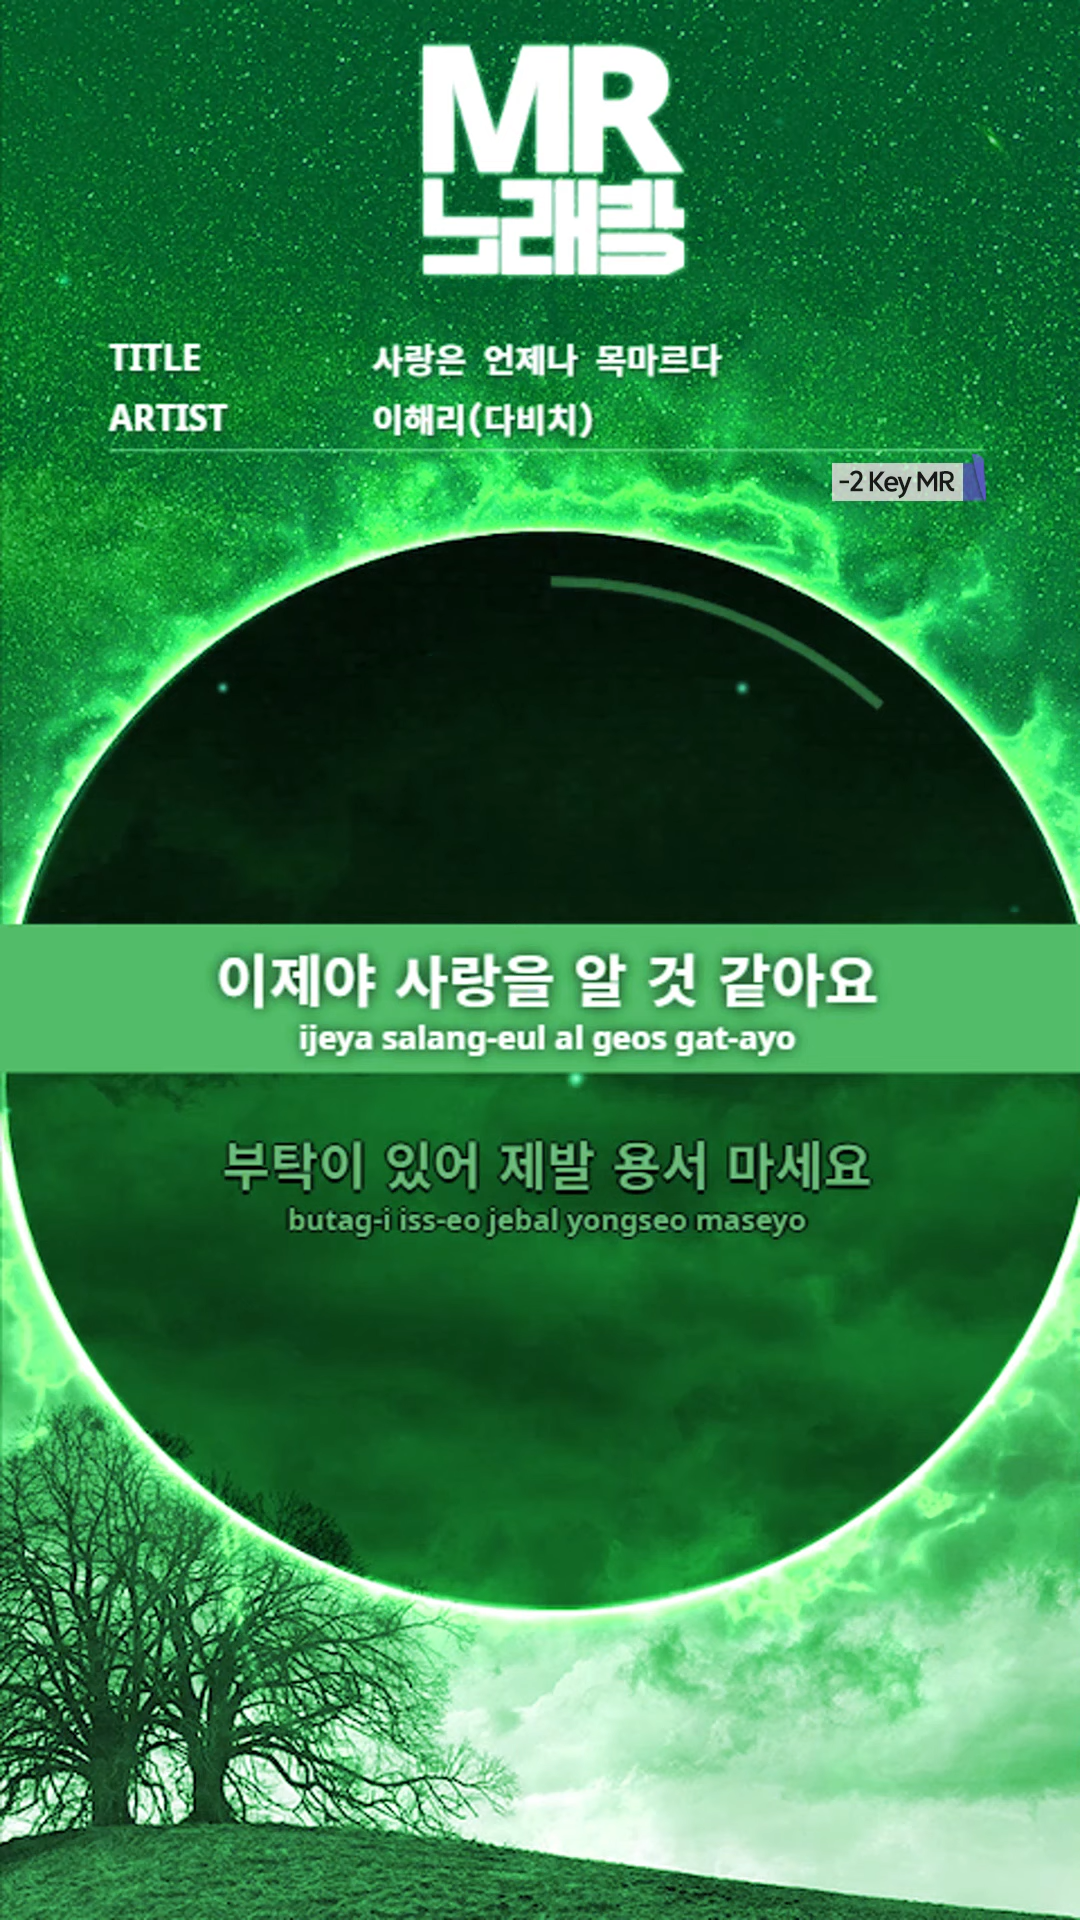 MR
노래랑
TITLE 사랑은 언제나 목마르다
ARTIST 이해리(다비치)
-2 Key MR
이제야 사랑을 알 것 같아요
ijeya salang-eul al geos gat-ayo
부탁이 있어 제발 용서 마세요
butag-i iss-eo jebal yongseo maseyo